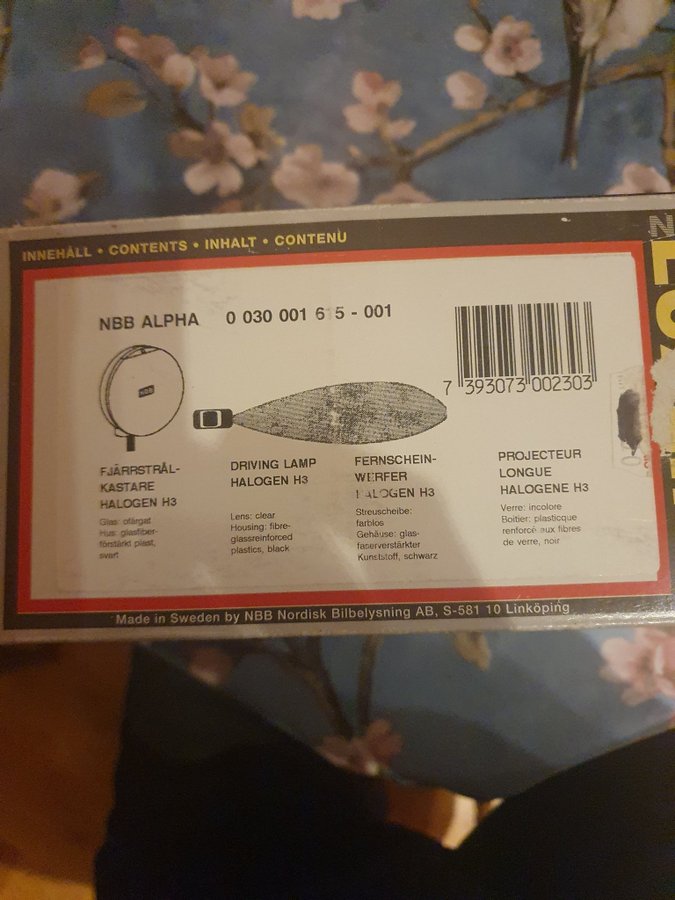 INNEHÅLL • CONTENTS • INHALT • CONTENU
NBB ALPHA 0 030 001 6 5 - 001
7 393073 002303
NBB
FJÄRRSTRÅL-
KASTARE
HALOGEN H3
Glas: ofärgat
Hus: glasfiber-
förstärkt plast,
svart
DRIVING LAMP
HALOGEN H3
Lens: clear
Housing: fibre-
glassreinforced
plastics, black
FERNSCHEIN-
WERFER
HALOGEN H3
Streuscheibe:
farblos
Gehäuse: glas-
faserverstärkter
Kunststoff, schwarz
PROJECTEUR
LONGUE
HALOGENE H3
Verre: incolore
Boitier: plasticque
renforcé aux fibres
de verre, noir
Made in Sweden by NBB Nordisk Bilbelysning AB, S-581 10 Linköping